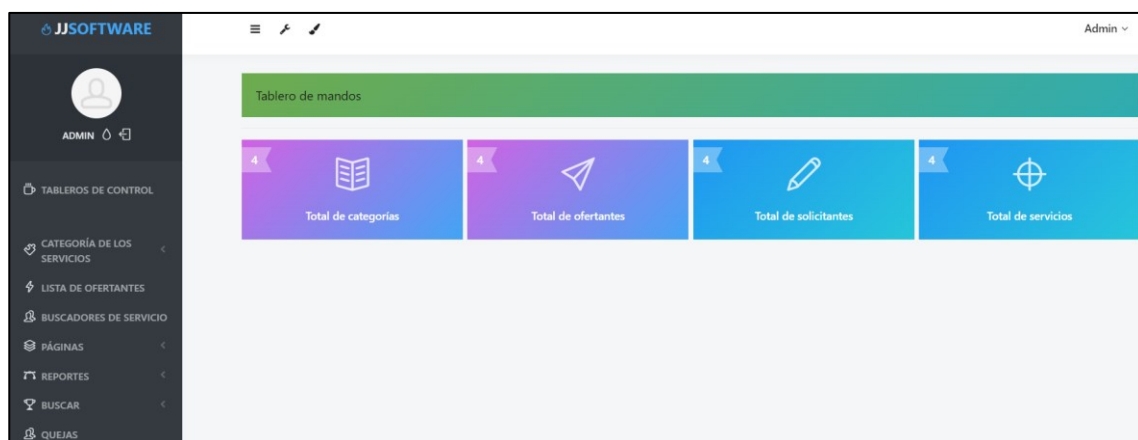 JJSOFTWARE
Admin
ADMIN
Tablero de mandos
4
Total de categorías
4
Total de ofertantes
4
Total de solicitantes
4
Total de servicios
TABLEROS DE CONTROL
CATEGORÍA DE LOS
SERVICIOS
LISTA DE OFERTANTES
BUSCADORES DE SERVICIO
PÁGINAS
REPORTES
BUSCAR
QUEJAS